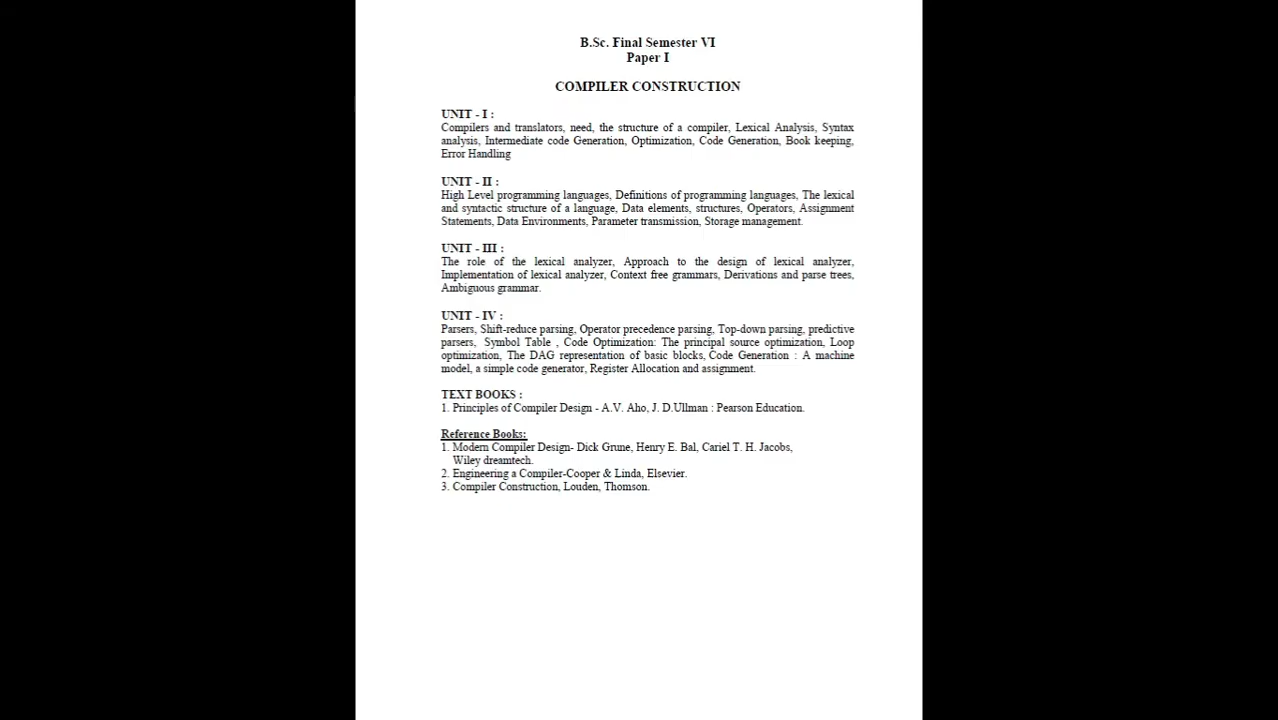 B.Sc. Final Semester VI
Paper I
COMPILER CONSTRUCTION
UNIT - I :
Compilers and translators, need, the structure of a compiler, Lexical Analysis, Syntax
analysis, Intermediate code Generation, Optimization, Code Generation, Book keeping,
Error Handling
UNIT - II :
High Level programming languages, Definitions of programming languages, The lexical
and syntactic structure of a language, Data elements, structures, Operators, Assignment
Statements, Data Environments, Parameter transmission, Storage management.
UNIT - III :
The role of the lexical analyzer, Approach to the design of lexical analyzer,
Implementation of lexical analyzer, Context free grammars, Derivations and parse trees,
Ambiguous grammar.
UNIT - IV :
Parsers, Shift-reduce parsing, Operator precedence parsing, Top-down parsing, predictive
parsers, Symbol Table , Code Optimization: The principal source optimization, Loop
optimization, The DAG representation of basic blocks, Code Generation : A machine
model, a simple code generator, Register Allocation and assignment.
TEXT BOOKS :
1. Principles of Compiler Design - A.V. Aho, J. D.Ullman : Pearson Education.
Reference Books:
1. Modern Compiler Design- Dick Grune, Henry E. Bal, Cariel T. H. Jacobs,
Wiley dreamtech.
2. Engineering a Compiler-Cooper & Linda, Elsevier.
3. Compiler Construction, Louden, Thomson.